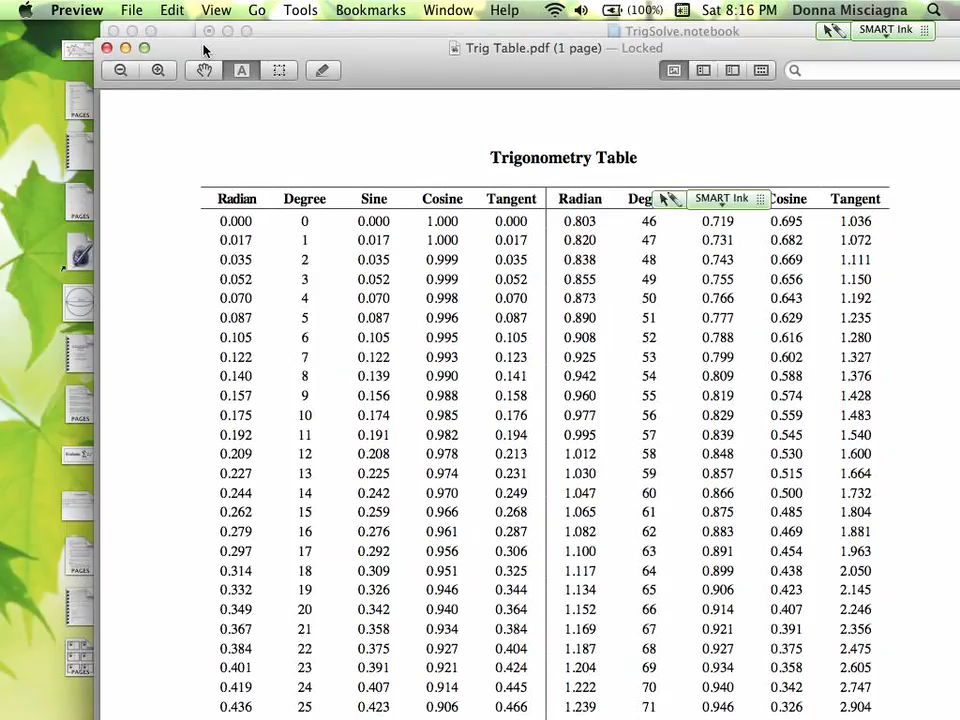 Preview File Edit View Go Tools Bookmarks Window Help (100%) Sat 8:16 PM Donna Misciagna
TrigSolve.notebook SMART Ink
Trig Table.pdf (1 page) — Locked
A
Trigonometry Table
Radian Degree Sine Cosine Tangent Radian Deg SMART Ink Cosine Tangent
0.000 0 0.000 1.000 0.000 0.803 46 0.719 0.695 1.036
0.017 1 0.017 1.000 0.017 0.820 47 0.731 0.682 1.072
0.035 2 0.035 0.999 0.035 0.838 48 0.743 0.669 1.111
0.052 3 0.052 0.999 0.052 0.855 49 0.755 0.656 1.150
0.070 4 0.070 0.998 0.070 0.873 50 0.766 0.643 1.192
0.087 5 0.087 0.996 0.087 0.890 51 0.777 0.629 1.235
0.105 6 0.105 0.995 0.105 0.908 52 0.788 0.616 1.280
0.122 7 0.122 0.993 0.123 0.925 53 0.799 0.602 1.327
0.140 8 0.139 0.990 0.141 0.942 54 0.809 0.588 1.376
0.157 9 0.156 0.988 0.158 0.960 55 0.819 0.574 1.428
0.175 10 0.174 0.985 0.176 0.977 56 0.829 0.559 1.483
0.192 11 0.191 0.982 0.194 0.995 57 0.839 0.545 1.540
0.209 12 0.208 0.978 0.213 1.012 58 0.848 0.530 1.600
0.227 13 0.225 0.974 0.231 1.030 59 0.857 0.515 1.664
0.244 14 0.242 0.970 0.249 1.047 60 0.866 0.500 1.732
0.262 15 0.259 0.966 0.268 1.065 61 0.875 0.485 1.804
0.279 16 0.276 0.961 0.287 1.082 62 0.883 0.469 1.881
0.297 17 0.292 0.956 0.306 1.100 63 0.891 0.454 1.963
0.314 18 0.309 0.951 0.325 1.117 64 0.899 0.438 2.050
0.332 19 0.326 0.946 0.344 1.134 65 0.906 0.423 2.145
0.349 20 0.342 0.940 0.364 1.152 66 0.914 0.407 2.246
0.367 21 0.358 0.934 0.384 1.169 67 0.921 0.391 2.356
0.384 22 0.375 0.927 0.404 1.187 68 0.927 0.375 2.475
0.401 23 0.391 0.921 0.424 1.204 69 0.934 0.358 2.605
0.419 24 0.407 0.914 0.445 1.222 70 0.940 0.342 2.747
0.436 25 0.423 0.906 0.466 1.239 71 0.946 0.326 2.904
PAGES
PAGES
PAGES
PAGES
PAGES